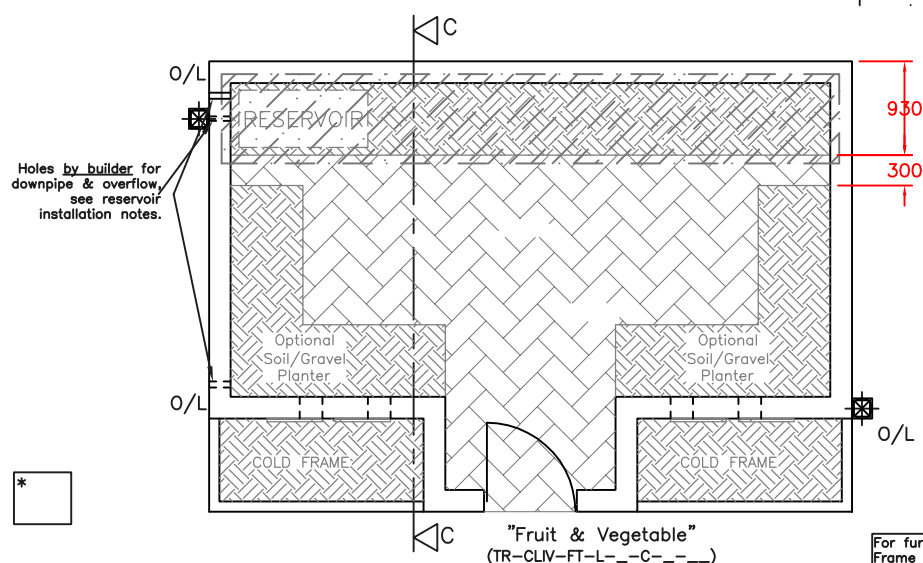 C
O/L
930
RESERVOIR
Holes by builder for
downpipe & overflow,
see reservoir
installation notes.
300
Optional
Soil/Gravel
Planter
Optional
Soil/Gravel
Planter
O/L
O/L
COLD FRAME
COLD FRAME
*
C
"Fruit & Vegetable"
(TR-CLIV-FT-L-_-C-_-__)
For fur
Frame